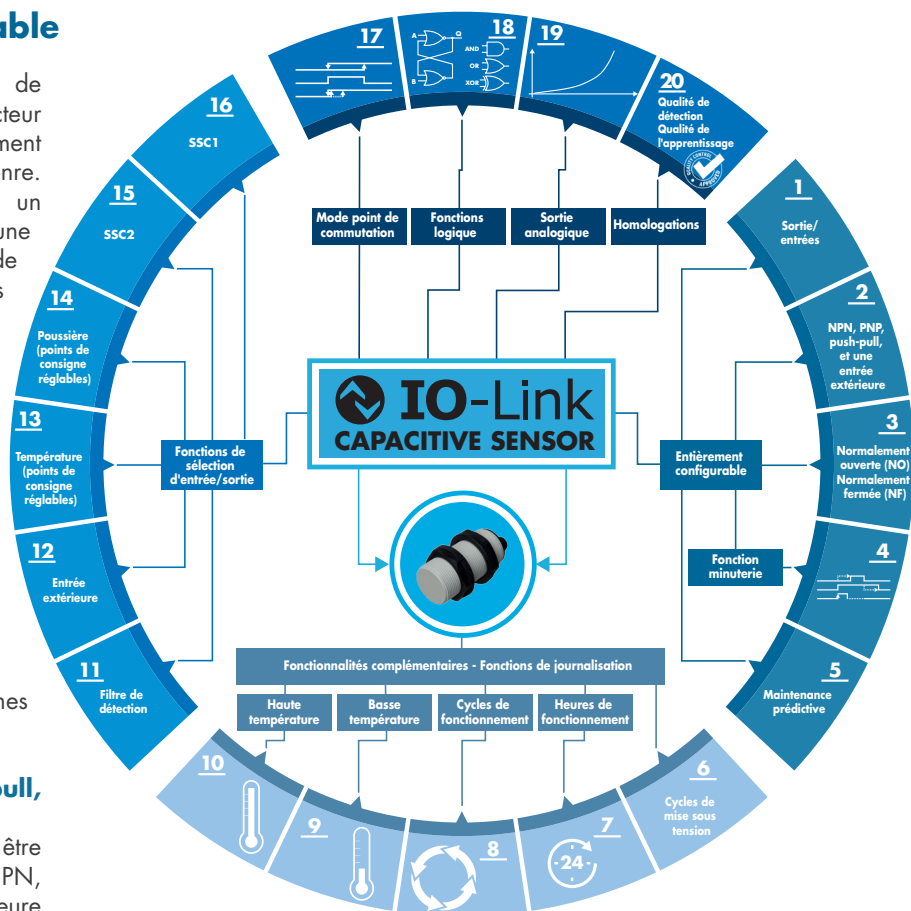 able
de
cteur
ment
nre.
un
une
de
s
nes
oull,
être
PN,
eure
17
18
A
B
Q
AND
OR
XOR
19
20
Qualité de
détection
Qualité de
l'apprentissage
QUALITY CONTROL
APPROVED
16
SSC1
15
SSC2
14
Poussière
(points de
consigne
réglables)
13
Température
(points de
consigne
réglables)
12
Entrée
extérieure
11
Filtre de
détection
Mode point de
commutation
Fonctions
logique
Sortie
analogique
Homologations
1
Sortie/
entrées
2
NPN, PNP,
push-pull,
et une
entrée
extérieure
3
Normalement
ouverte (NO)
Normalement
fermée (NF)
4
5
Maintenance
prédictive
IO-Link
CAPACITIVE SENSOR
Fonctions de
sélection
d'entrée/sortie
Entièrement
configurable
Fonction
minuterie
Fonctionnalités complémentaires - Fonctions de journalisation
Haute
température
Basse
température
Cycles de
fonctionnement
Heures de
fonctionnement
10
9
8
7
24
6
Cycles de
mise sous
tension